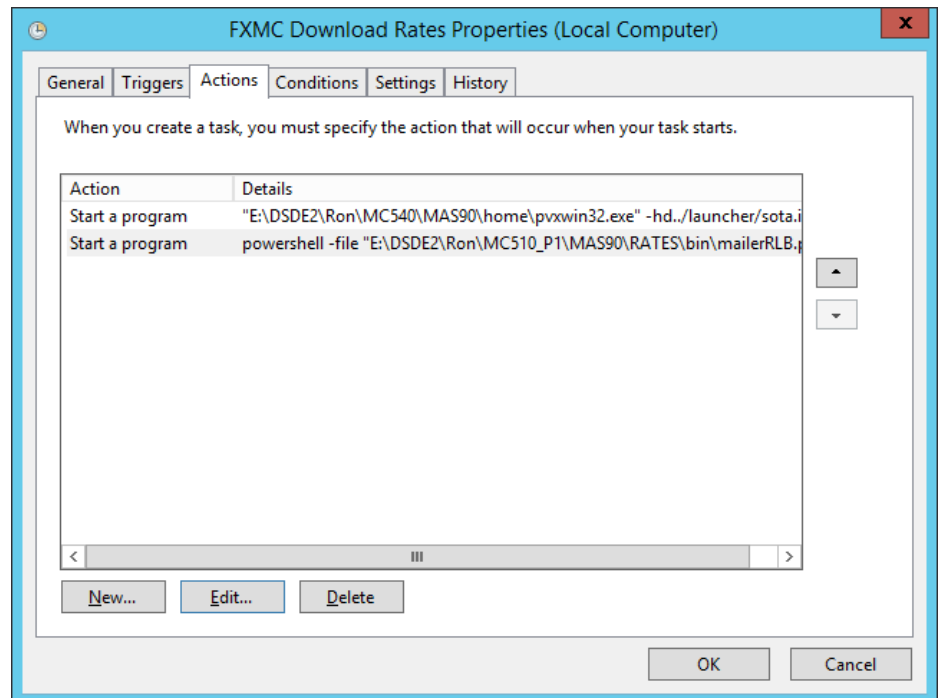 FXMC Download Rates Properties (Local Computer)
x
General Triggers Actions Conditions Settings History
When you create a task, you must specify the action that will occur when your task starts.
Action Details
Start a program "E:\DSDE2\Ron\MC540\MAS90\home\pvxwin32.exe" -hd../launcher/sota.i
Start a program powershell -file "E:\DSDE2\Ron\MC510_P1\MAS90\RATES\bin\mailerRLB.p
New... Edit... Delete
OK Cancel